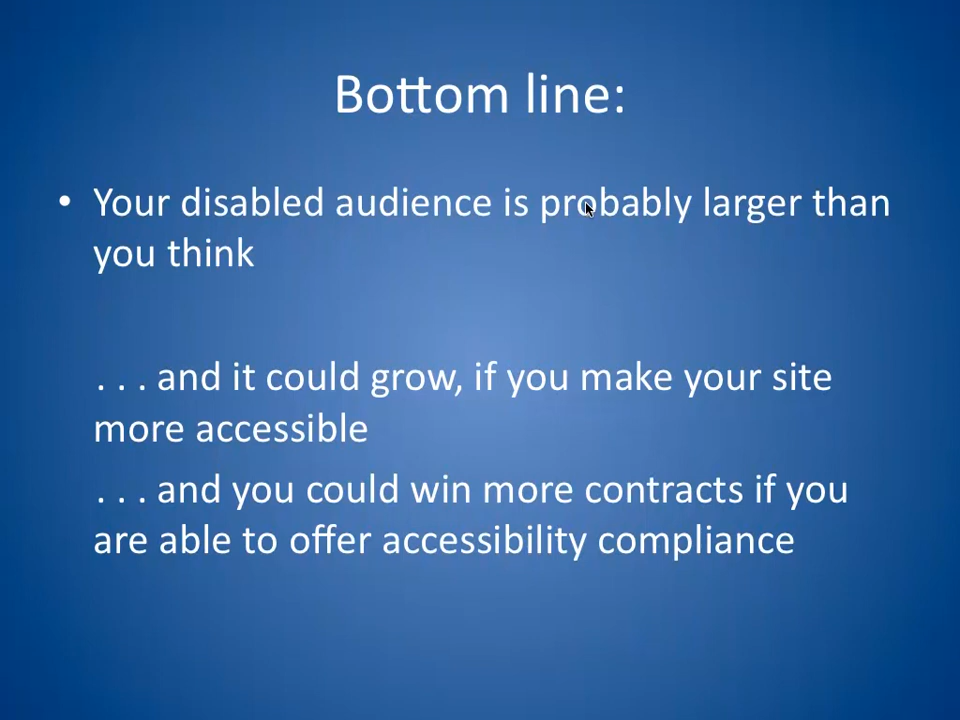 Bottom line:
• Your disabled audience is probably larger than
you think
. . . and it could grow, if you make your site
more accessible
. . . and you could win more contracts if you
are able to offer accessibility compliance